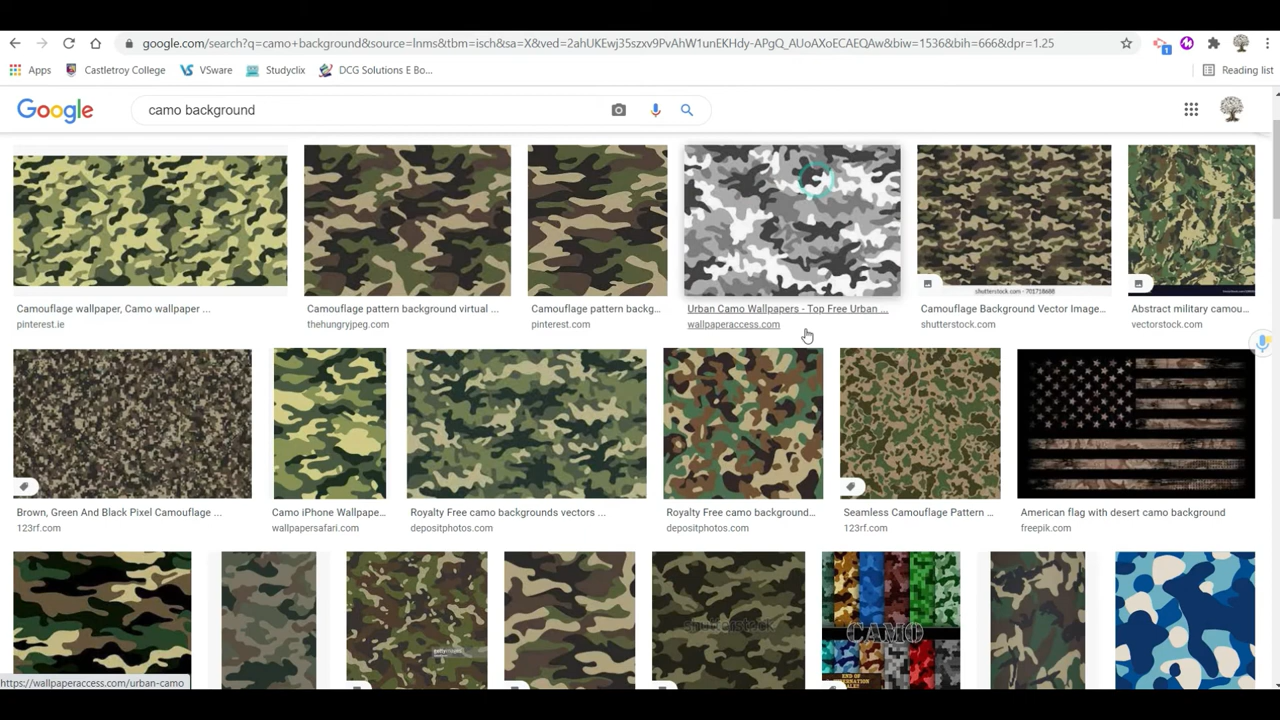 google.com/search?q=camo+background&source=lnms&tbm=isch&sa=X&ved=2ahUKEwj35szxv9PvAhW1unEKHdy-APgQ_AUoAXoECAEQAw&biw=1536&bih=666&dpr=1.25
1
Apps Castletroy College VSware Studyclix DCG Solutions E Bo... Reading list
Google camo background
shutterstock.com · 701718688
Camouflage wallpaper, Camo wallpaper ...
pinterest.ie
Camouflage pattern background virtual ...
thehungryjpeg.com
Camouflage pattern backg...
pinterest.com
Urban Camo Wallpapers - Top Free Urban ...
wallpaperaccess.com
Camouflage Background Vector Image...
shutterstock.com
Abstract military camou...
vectorstock.com
Brown, Green And Black Pixel Camouflage ...
123rf.com
Camo iPhone Wallpape...
wallpapersafari.com
Royalty Free camo backgrounds vectors ...
depositphotos.com
Royalty Free camo background...
depositphotos.com
Seamless Camouflage Pattern ...
123rf.com
American flag with desert camo background
freepik.com
shutterstock
CAMO
https://wallpaperaccess.com/urban-camo